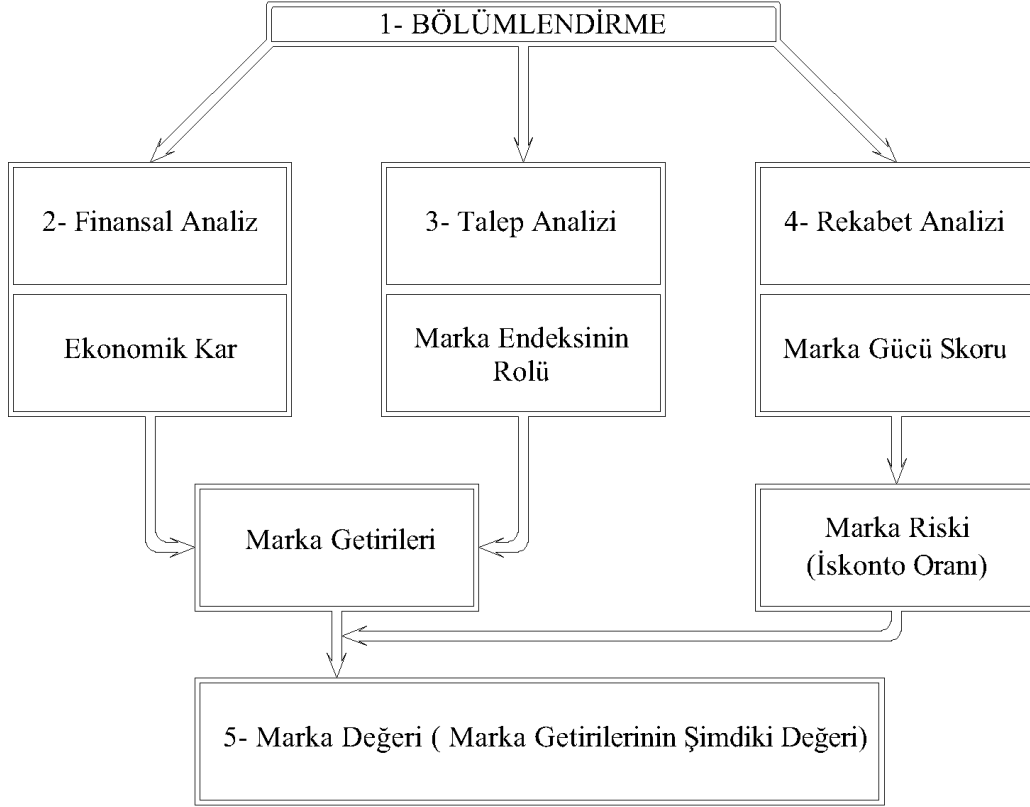 1- BÖLÜMLENDİRME
2- Finansal Analiz
3- Talep Analizi
4- Rekabet Analizi
Ekonomik Kar
Marka Endeksinin
Rolü
Marka Gücü Skoru
Marka Getirileri
Marka Riski
(İskonto Oranı)
5- Marka Değeri ( Marka Getirilerinin Şimdiki Değeri)